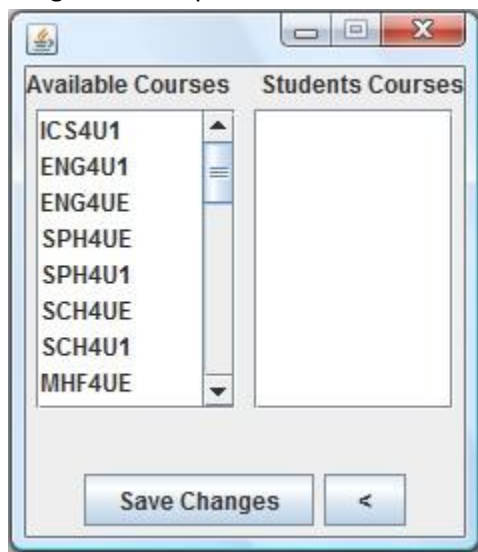 Available Courses Students Courses
ICS4U1
ENG4U1
ENG4UE
SPH4UE
SPH4U1
SCH4UE
SCH4U1
MHF4UE
Save Changes <